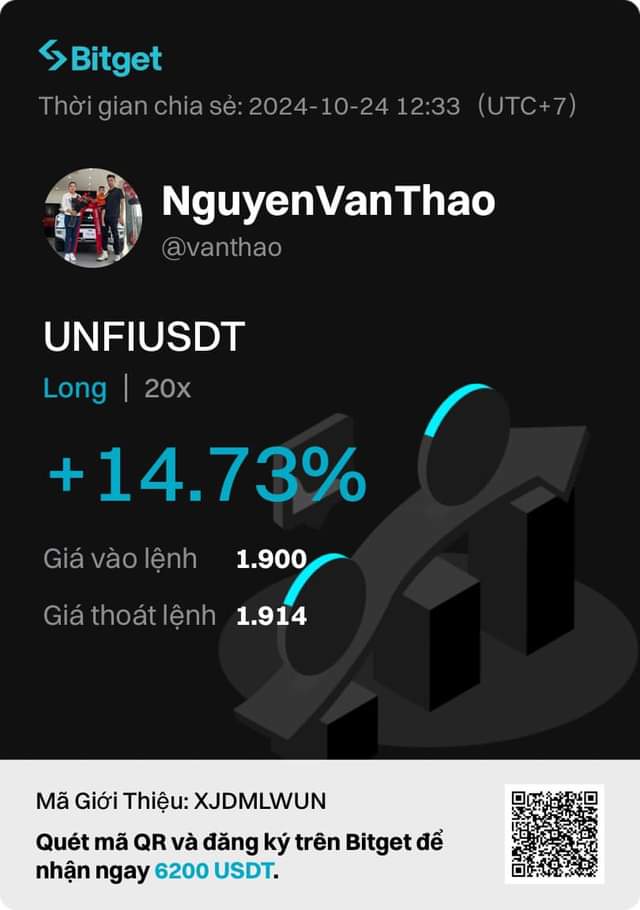 Bitget
Thời gian chia sẻ: 2024-10-24 12:33（UTC+7）
NguyenVanThao
@vanthao
UNFIUSDT
Long | 20x
+14.73%
Giá vào lệnh 1.900
Giá thoát lệnh 1.914
Mã Giới Thiệu: XJDMLWUN
Quét mã QR và đăng ký trên Bitget để
nhận ngay 6200 USDT.